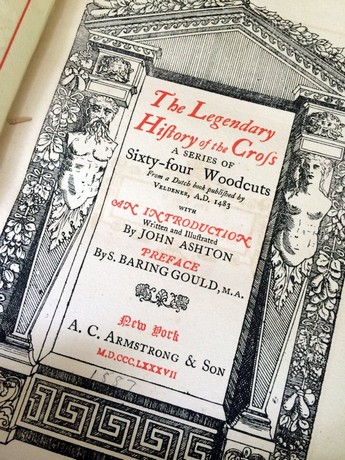 The Legendary
Hiſtory of the Croſs
A SERIES OF
Sixty-four Woodcuts
From a Dutch book published by
VELDENER, A.D. 1483
WITH
AN INTRODUCTION
Written and Illustrated
By JOHN ASHTON
PREFACE
By S. BARING GOULD, M.A.
New York
A. C. ARMSTRONG & SON
M.D.CCC.LXXXVII
1887